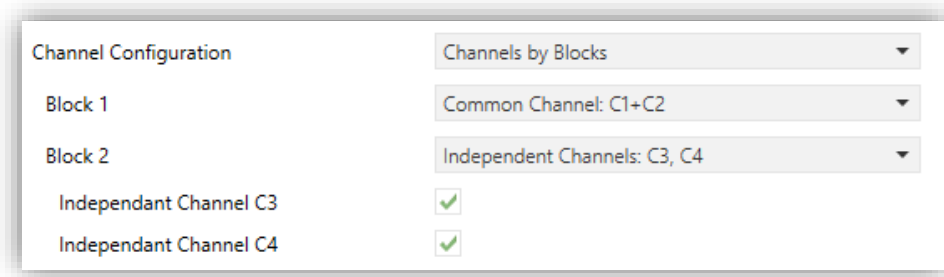 Channel Configuration Channels by Blocks
Block 1 Common Channel: C1+C2
Block 2 Independent Channels: C3, C4
Independant Channel C3
Independant Channel C4